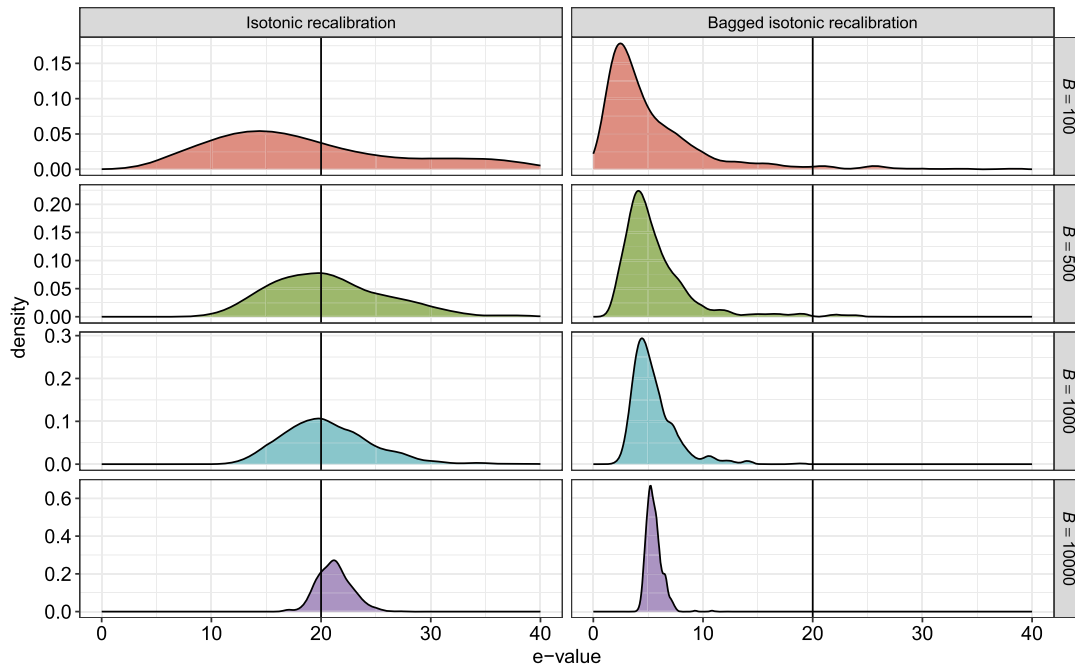 Isotonic recalibration
Bagged isotonic recalibration
0.15
0.10
0.05
0.00
B = 100
0.20
0.15
0.10
0.05
0.00
B = 500
density
0.3
0.2
0.1
0.0
B = 1000
0.6
0.4
0.2
0.0
B = 10000
0 10 20 30 40 0 10 20 30 40
e−value